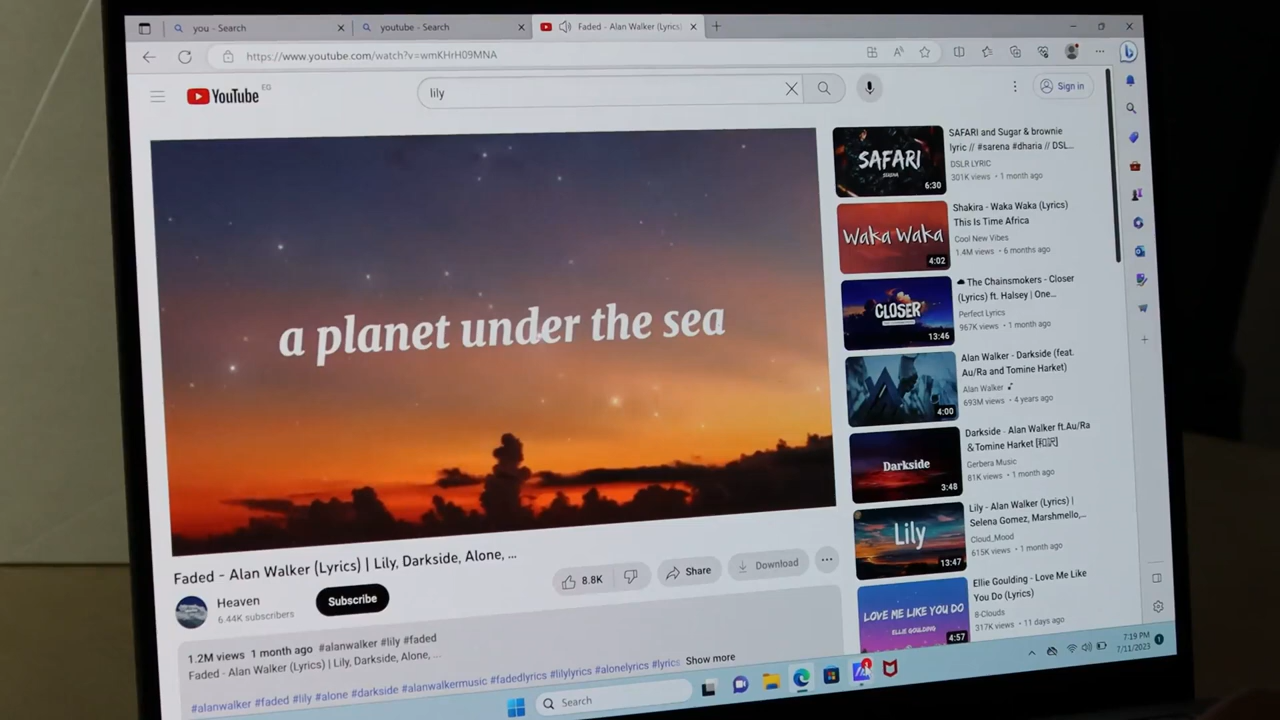 you - Search
youtube - Search
Faded - Alan Walker (Lyrics)
https://www.youtube.com/watch?v=wmKHrH09MNA
YouTube
EG
lily
Sign in
a planet under the sea
Faded - Alan Walker (Lyrics) | Lily, Darkside, Alone, ...
Heaven
6.44K subscribers
Subscribe
8.8K
Share
Download
1.2M views 1 month ago #alanwalker #lily #faded
Faded - Alan Walker (Lyrics) | Lily, Darkside, Alone, ...
#alanwalker #faded #lily #alone #darkside #alanwalkermusic #fadedlyrics #lilylyrics #alonelyrics #lyrics
Show more
SAFARI
SERENA
6:30
SAFARI and Sugar & brownie
lyric // #sarena #dharia // DSL...
DSLR LYRIC
301K views • 1 month ago
Waka Waka
4:02
Shakira - Waka Waka (Lyrics)
This Is Time Africa
Cool New Vibes
1.4M views • 6 months ago
CLOSER
13:46
The Chainsmokers - Closer
(Lyrics) ft. Halsey | One...
Perfect Lyrics
967K views • 1 month ago
4:00
Alan Walker - Darkside (feat.
Au/Ra and Tomine Harket)
Alan Walker
693M views • 4 years ago
Darkside
3:48
Darkside - Alan Walker ft.Au/Ra
&Tomine Harket [和訳]
Gerbera Music
81K views • 1 month ago
Lily
13:47
Lily - Alan Walker (Lyrics) |
Selena Gomez, Marshmello,...
Cloud_Mood
615K views • 1 month ago
LOVE ME LIKE YOU DO
ELLIE GOULDING
4:57
Ellie Goulding - Love Me Like
You Do (Lyrics)
8-Clouds
317K views • 11 days ago
Search
7:19 PM
7/11/2023
1